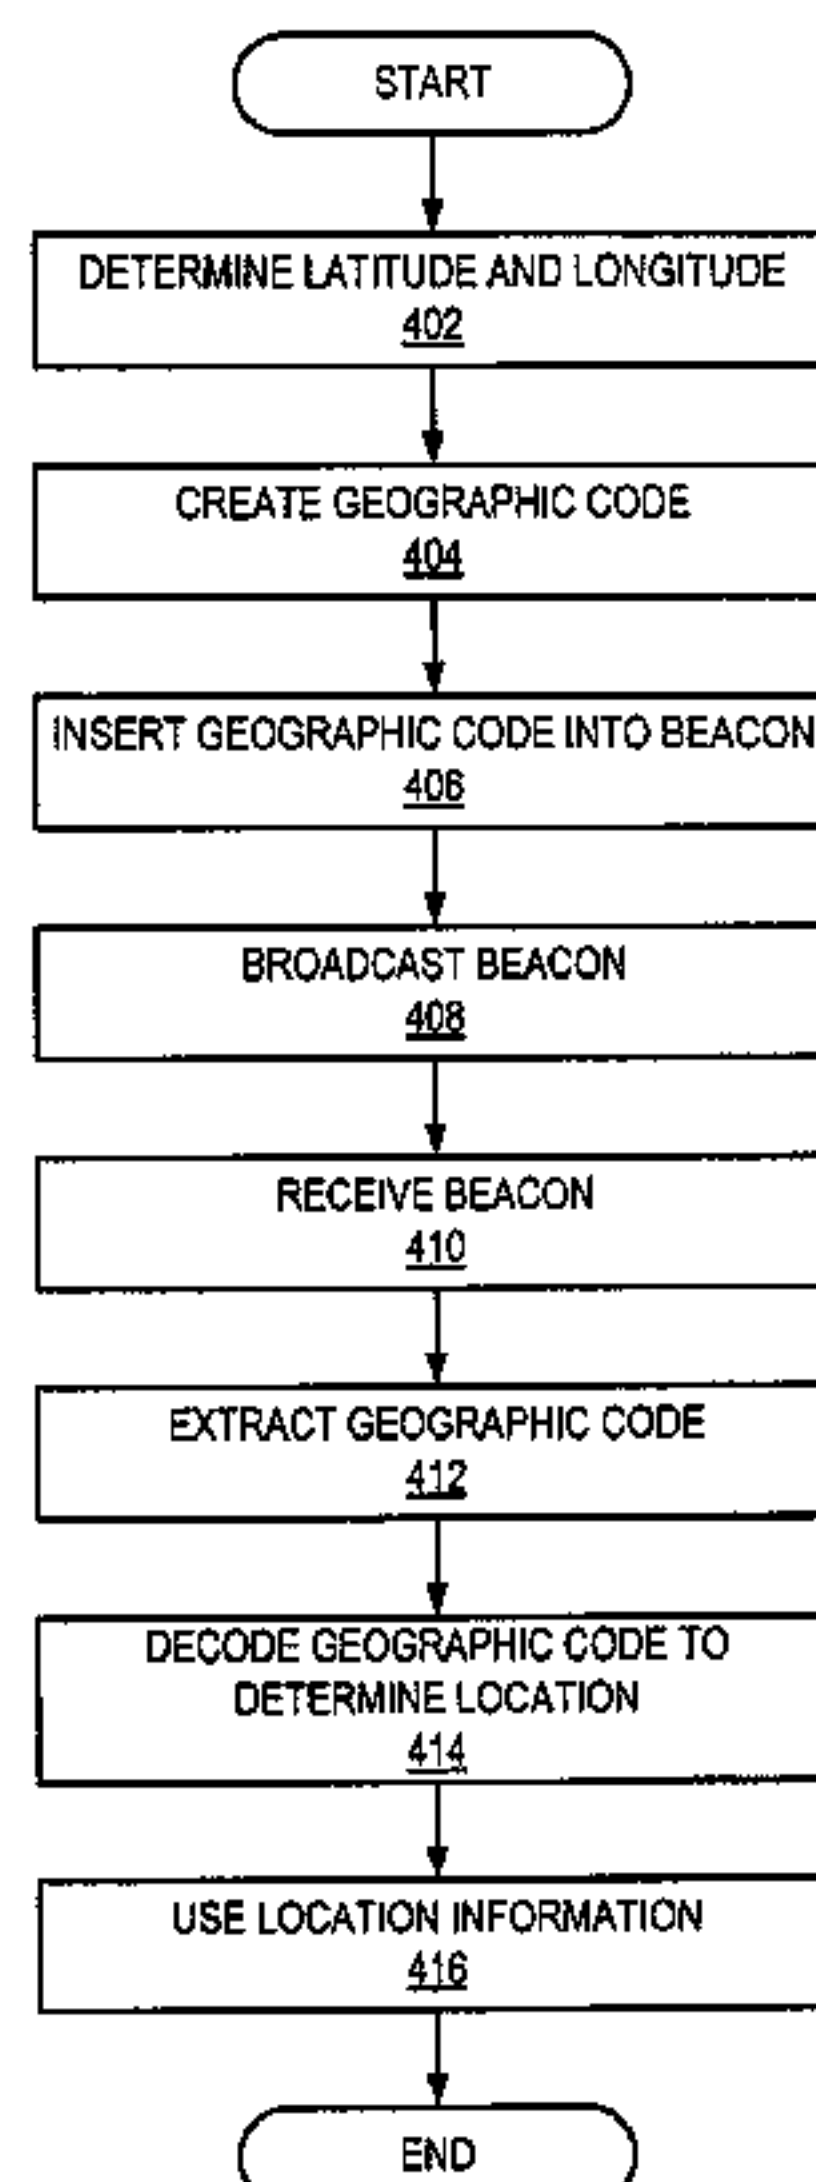 START
DETERMINE LATITUDE AND LONGITUDE
402
CREATE GEOGRAPHIC CODE
404
INSERT GEOGRAPHIC CODE INTO BEACON
406
BROADCAST BEACON
408
RECEIVE BEACON
410
EXTRACT GEOGRAPHIC CODE
412
DECODE GEOGRAPHIC CODE TO
DETERMINE LOCATION
414
USE LOCATION INFORMATION
416
END